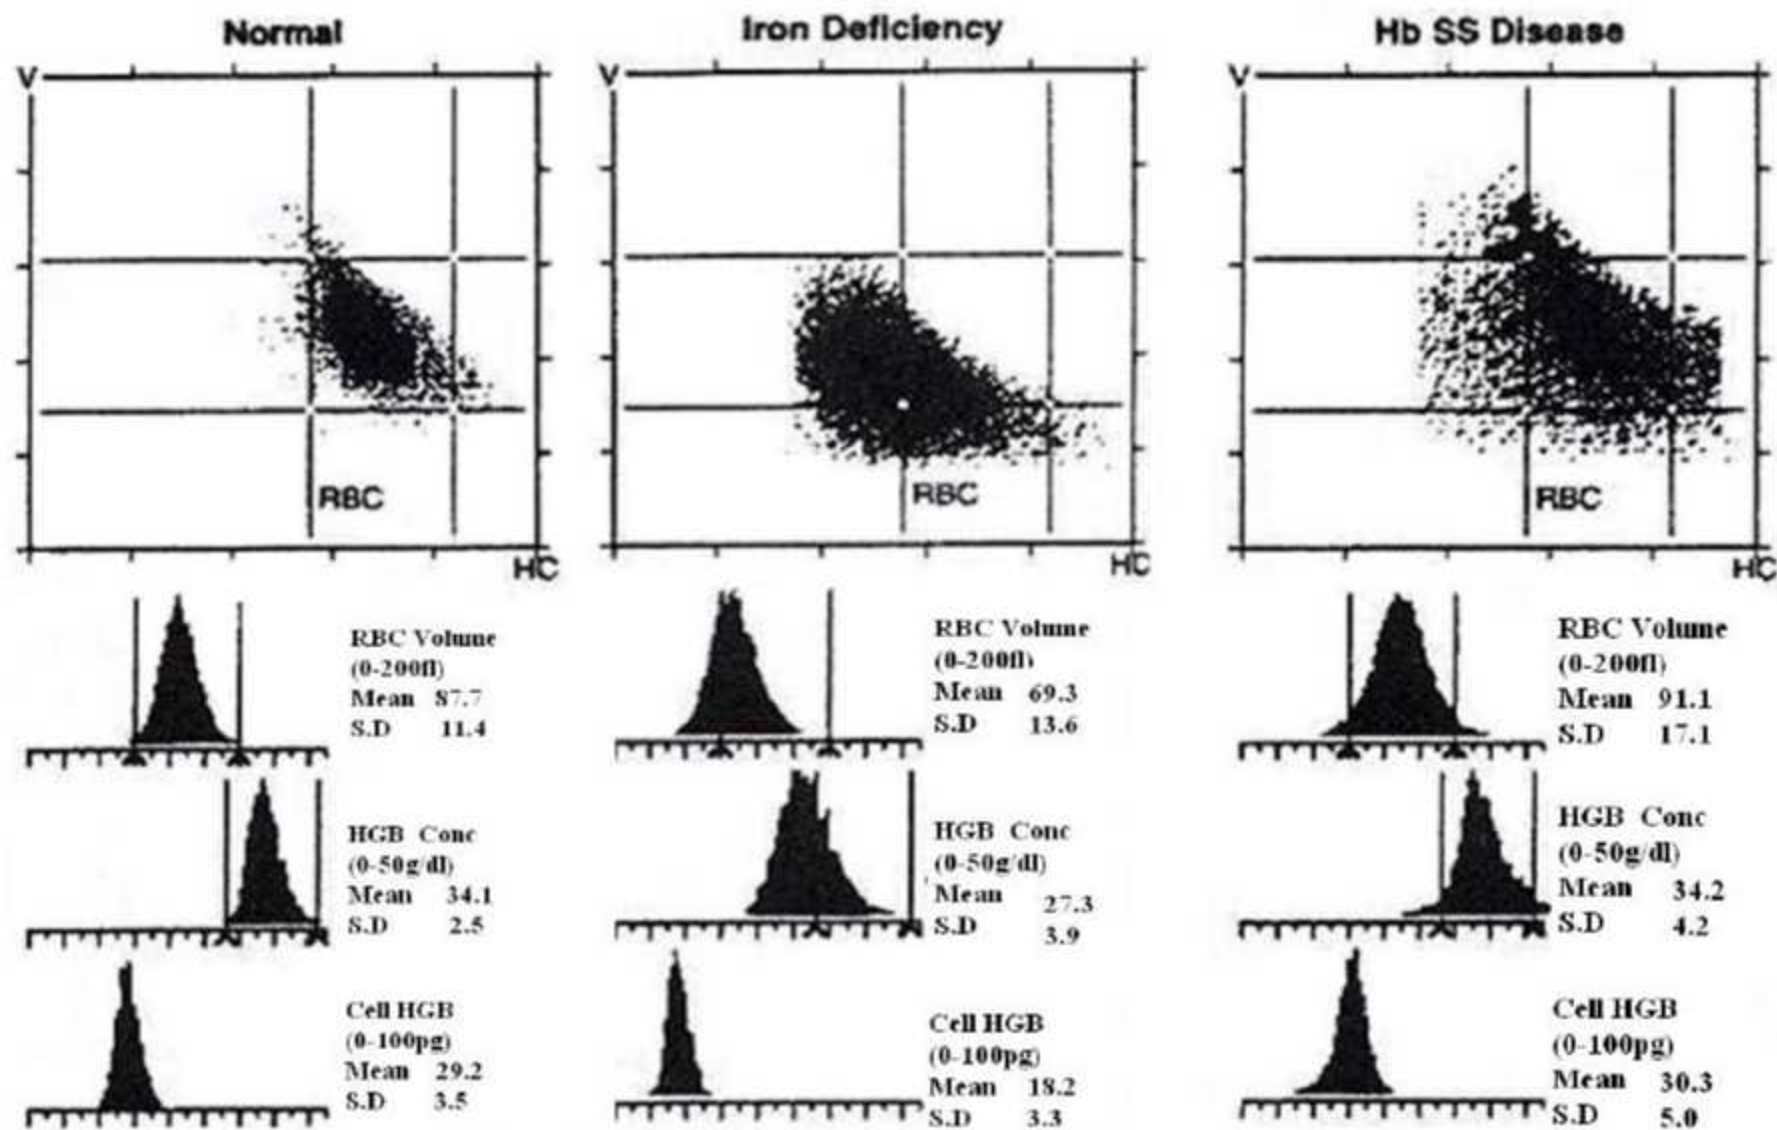 Normal
V
RBC
HC
RBC Volume
(0-200fl)
Mean 87.7
S.D 11.4
HGB Conc
(0-50g/dl)
Mean 34.1
S.D 2.5
Cell HGB
(0-100pg)
Mean 29.2
S.D 3.5
Iron Deficiency
V
RBC
HC
RBC Volume
(0-200fl)
Mean 69.3
S.D 13.6
HGB Conc
(0-50g/dl)
Mean 27.3
S.D 3.9
Cell HGB
(0-100pg)
Mean 18.2
S.D 3.3
Hb SS Disease
V
RBC
HC
RBC Volume
(0-200fl)
Mean 91.1
S.D 17.1
HGB Conc
(0-50g/dl)
Mean 34.2
S.D 4.2
Cell HGB
(0-100pg)
Mean 30.3
S.D 5.0